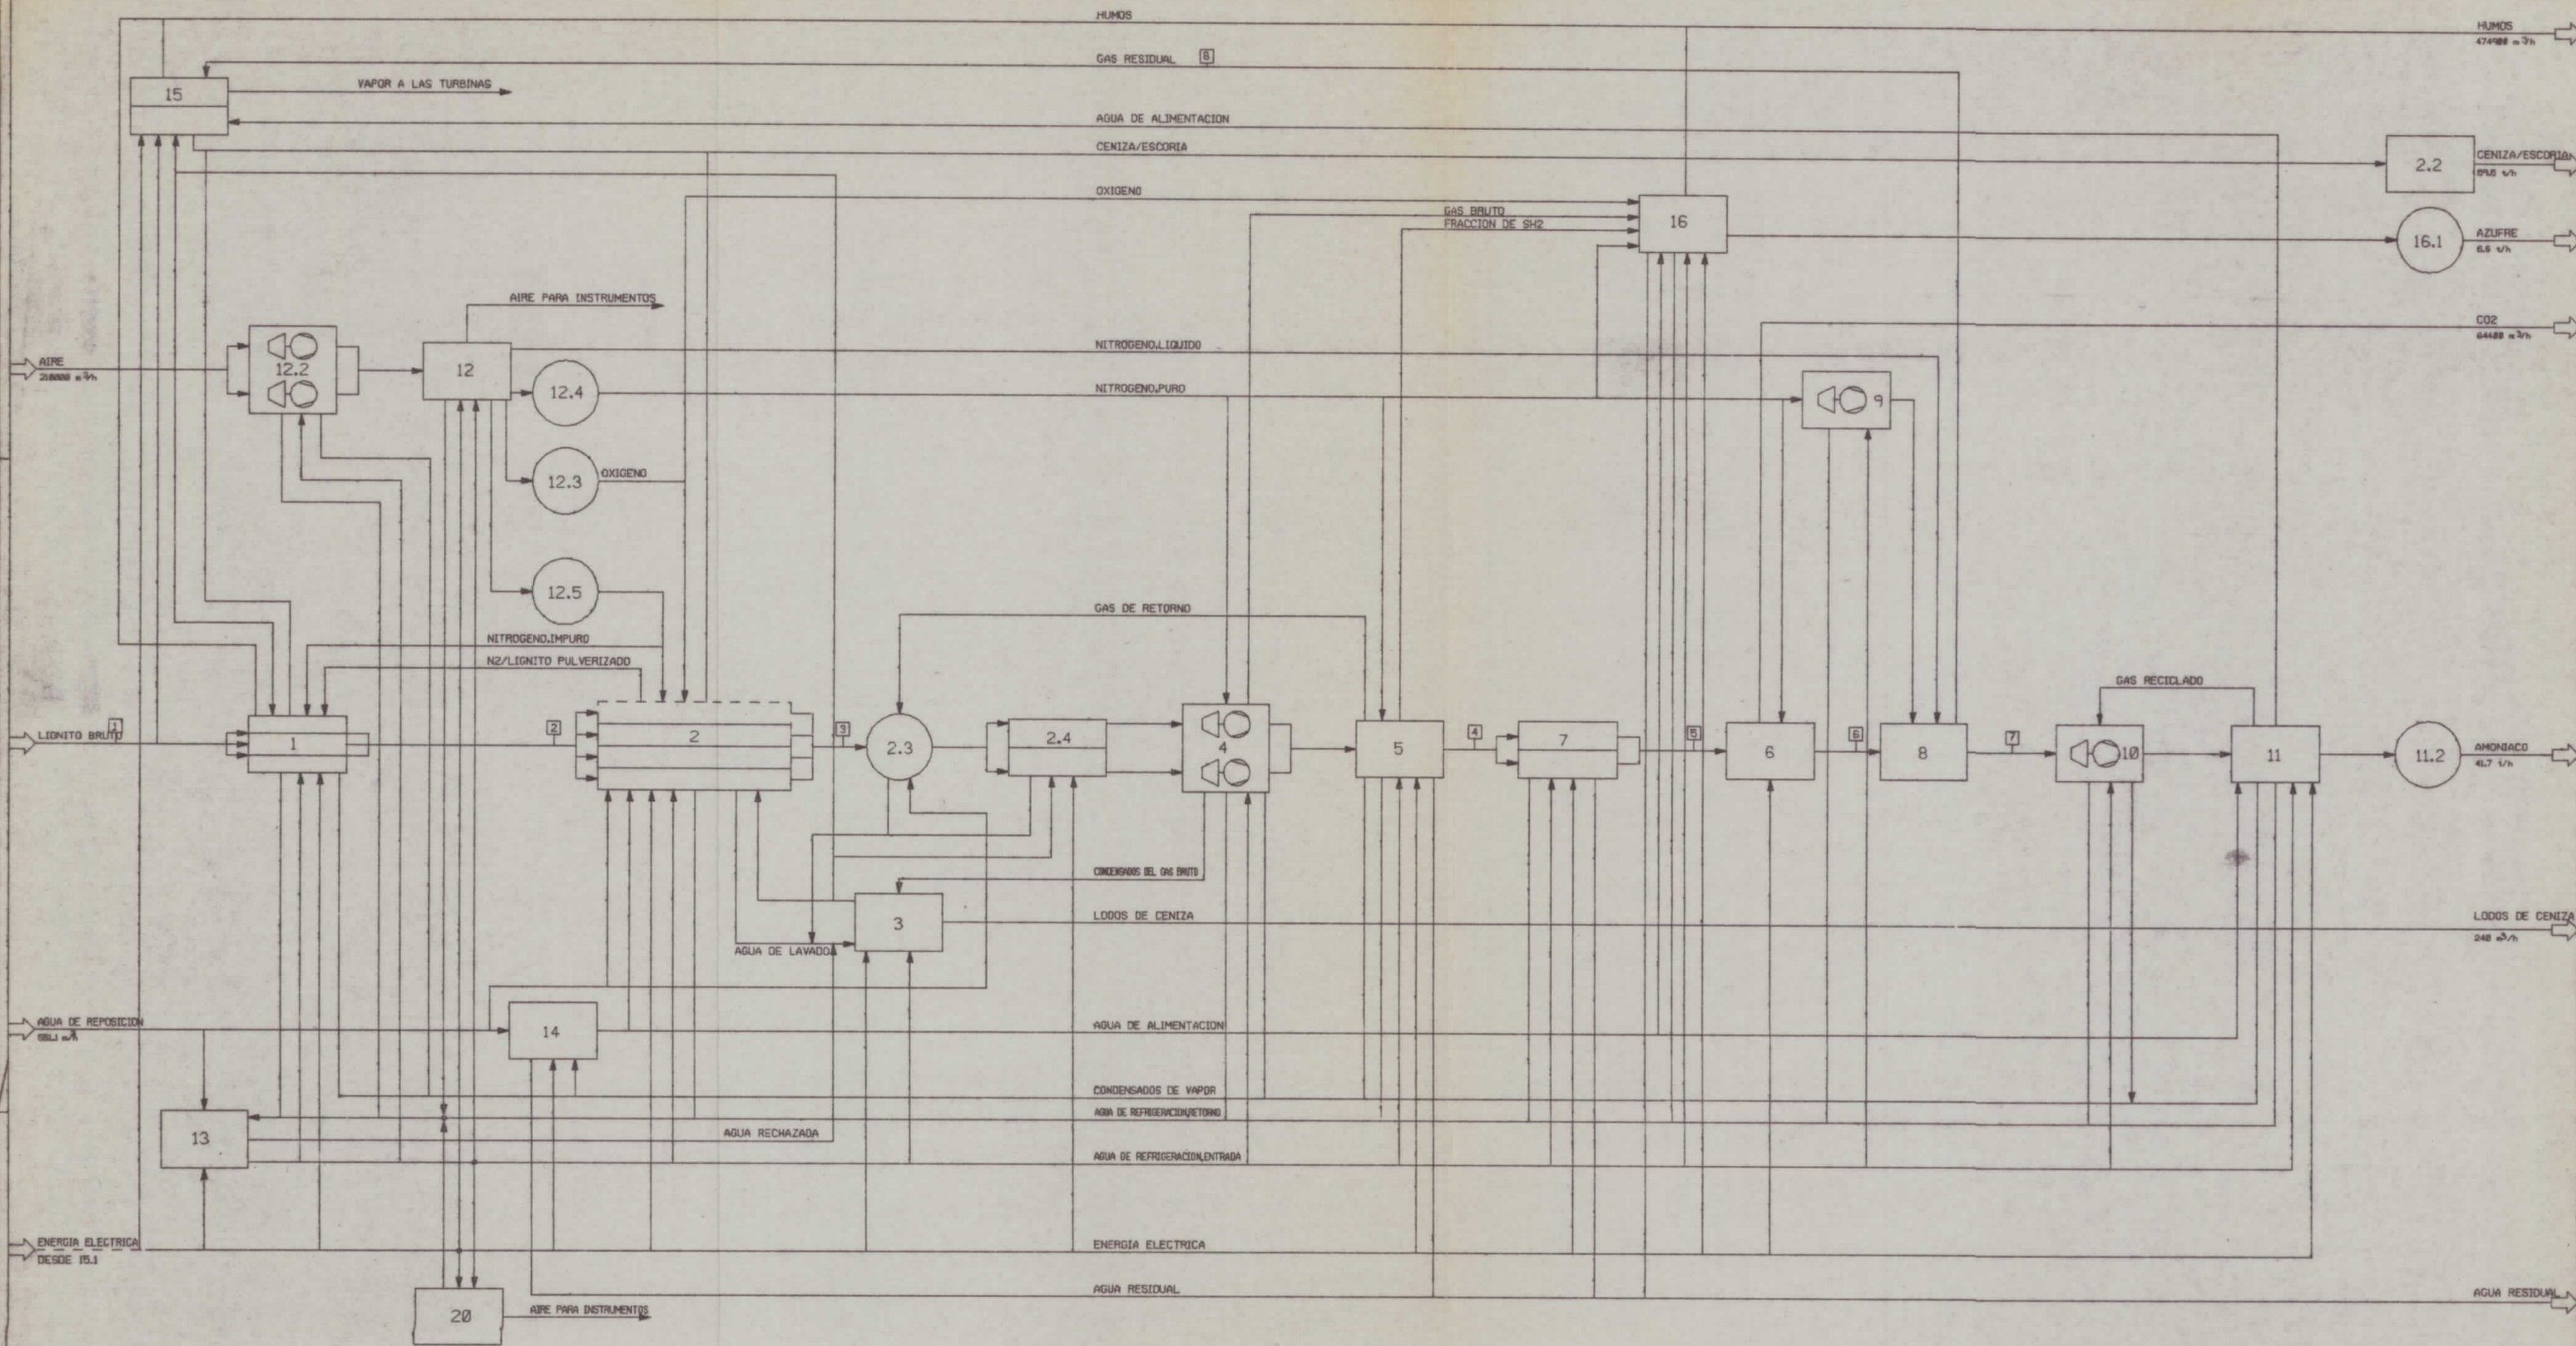 HUMOS
HUMOS
GAS RESIDUAL 8
VAPOR A LAS TURBINAS
15
AGUA DE ALIMENTACION
CENIZA/ESCORIA
2.2
CENIZA/ESCORIA
OXIGENO
GAS BRUTO
FRACCION DE SH2
16
16.1
AZUFRE
6.6 t/h
AIRE PARA INSTRUMENTOS
CO2
NITROGENO,LIQUIDO
AIRE
12.2
12
12.4
NITROGENO,PURO
9
12.3
OXIGENO
12.5
GAS DE RETORNO
NITROGENO,IMPURO
N2/LIGNITO PULVERIZADO
GAS RECICLADO
LIGNITO BRUTO
1
1
2
2
3
2.3
2.4
4
5
4
7
5
6
6
8
7
10
11
11.2
AMONIACO
41.7 t/h
CONDENSADOS DEL GAS BRUTO
3
LODOS DE CENIZA
LODOS DE CENIZA
240 m3/h
AGUA DE LAVADO
AGUA DE REPOSICION
14
AGUA DE ALIMENTACION
CONDENSADOS DE VAPOR
AGUA DE REFRIGERACION,RETORNO
13
AGUA RECHAZADA
AGUA DE REFRIGERACION,ENTRADA
ENERGIA ELECTRICA
DESDE 15.1
ENERGIA ELECTRICA
AGUA RESIDUAL
AGUA RESIDUAL
20
AIRE PARA INSTRUMENTOS